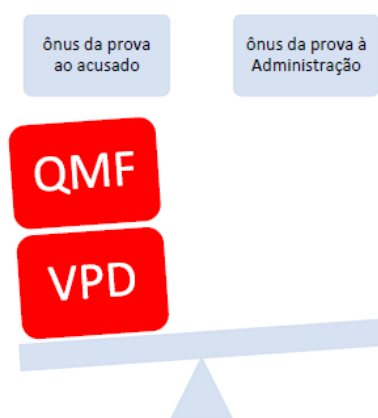 ônus da prova
ao acusado
ônus da prova à
Administração
QMF
VPD